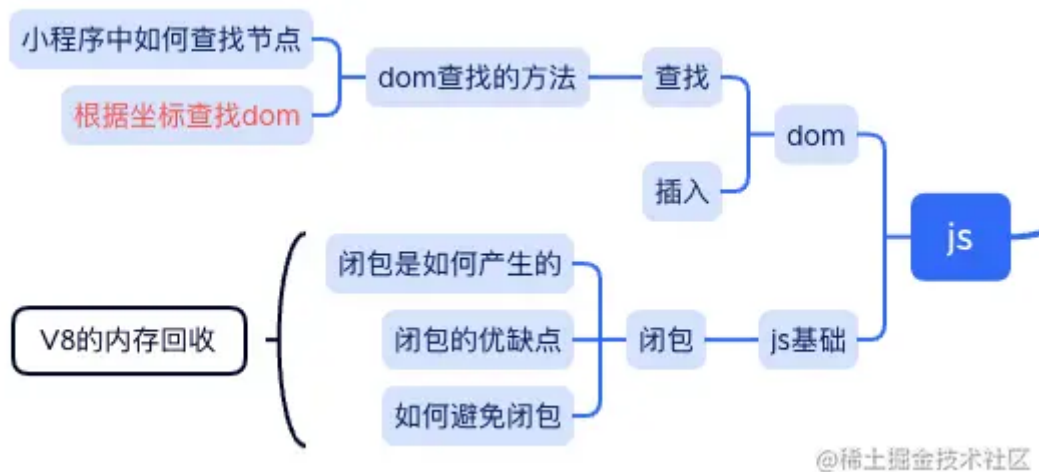 小程序中如何查找节点
根据坐标查找dom
dom查找的方法
查找
插入
dom
js
闭包是如何产生的
闭包的优缺点
如何避免闭包
闭包
js基础
V8的内存回收
@稀土掘金技术社区